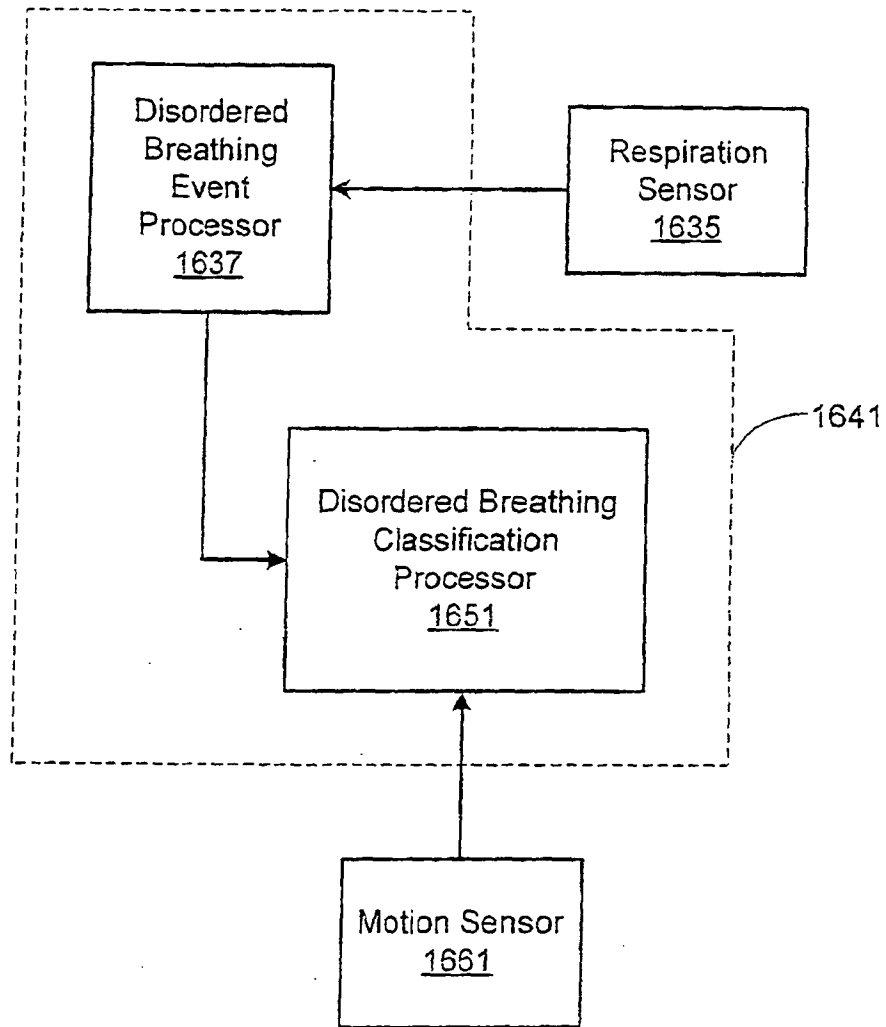 Disordered
Breathing
Event
Processor
1637
Respiration
Sensor
1635
1641
Disordered Breathing
Classification
Processor
1651
Motion Sensor
1661